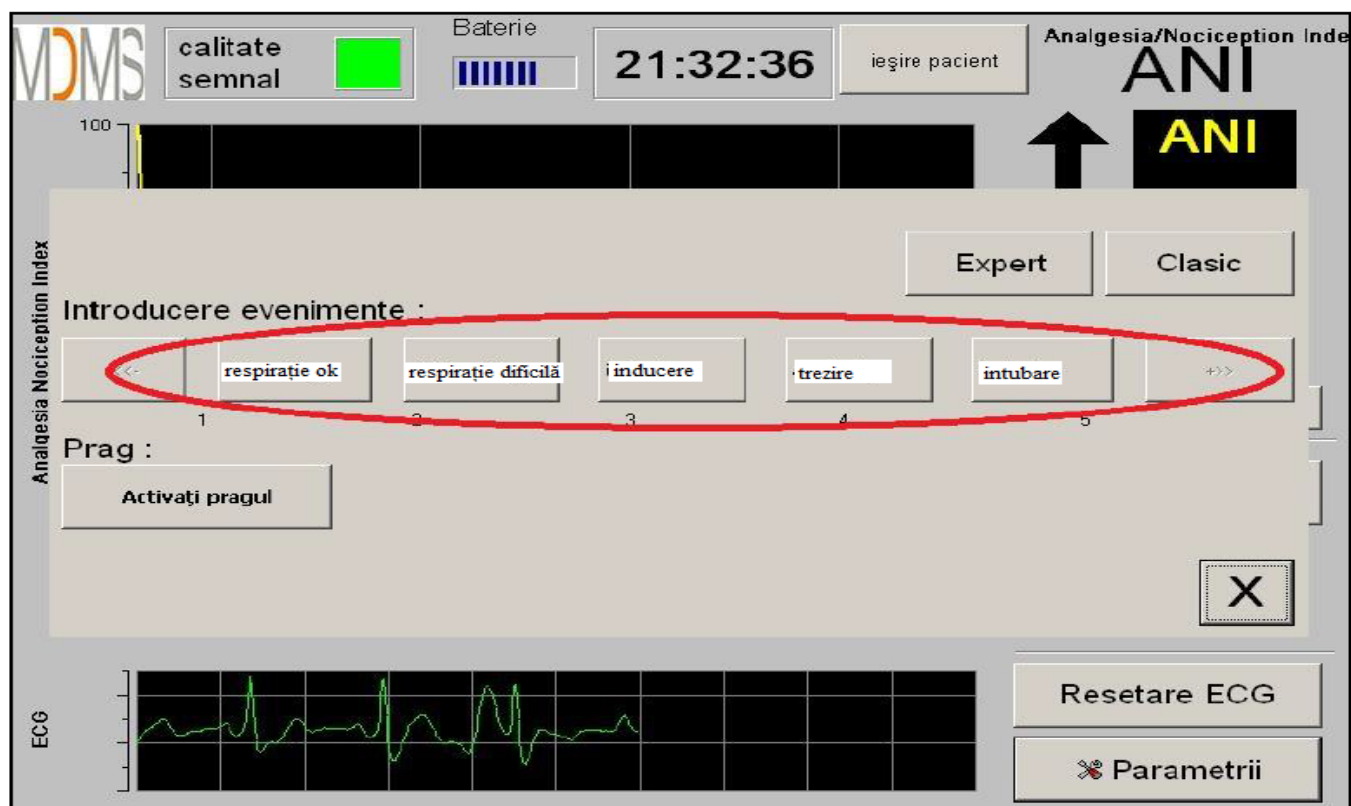 MDMS
calitate
semnal
Baterie
21:32:36
ieşire pacient
Analgesia/Nociception Inde
ANI
100
ANI
Analgesia Nociception Index
Expert
Clasic
Introducere evenimente :
<<-
respirație ok
respirație dificilă
inducere
trezire
intubare
+>>
1
2
3
4
5
Prag :
Activaţi pragul
X
ECG
Resetare ECG
Parametrii